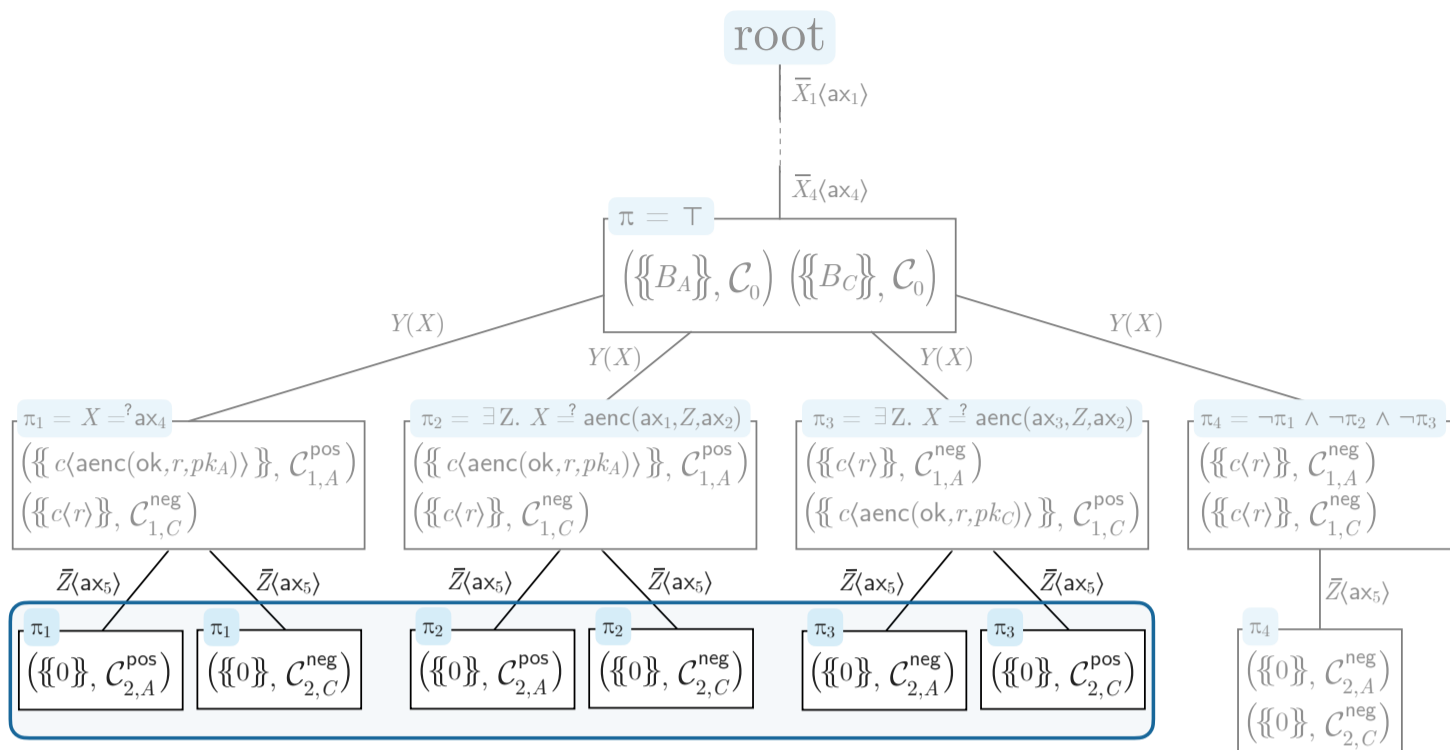 root
X̄₁⟨ax₁⟩
X̄₄⟨ax₄⟩
π = ⊤
({{B_A}}, 𝒞₀) ({{B_C}}, 𝒞₀)
Y(X)
Y(X)
Y(X)
Y(X)
π₁ = X =? ax₄
({{c⟨aenc(ok,r,pk_A)⟩}}, 𝒞^pos_1,A)
({{c⟨r⟩}}, 𝒞^neg_1,C)
π₂ = ∃Z. X =? aenc(ax₁,Z,ax₂)
({{c⟨aenc(ok,r,pk_A)⟩}}, 𝒞^pos_1,A)
({{c⟨r⟩}}, 𝒞^neg_1,C)
π₃ = ∃Z. X =? aenc(ax₃,Z,ax₂)
({{c⟨r⟩}}, 𝒞^neg_1,A)
({{c⟨aenc(ok,r,pk_C)⟩}}, 𝒞^pos_1,C)
π₄ = ¬π₁ ∧ ¬π₂ ∧ ¬π₃
({{c⟨r⟩}}, 𝒞^neg_1,A)
({{c⟨r⟩}}, 𝒞^neg_1,C)
Z̄⟨ax₅⟩
Z̄⟨ax₅⟩
Z̄⟨ax₅⟩
Z̄⟨ax₅⟩
Z̄⟨ax₅⟩
Z̄⟨ax₅⟩
Z̄⟨ax₅⟩
π₁
({{0}}, 𝒞^pos_2,A)
π₁
({{0}}, 𝒞^neg_2,C)
π₂
({{0}}, 𝒞^pos_2,A)
π₂
({{0}}, 𝒞^neg_2,C)
π₃
({{0}}, 𝒞^neg_2,A)
π₃
({{0}}, 𝒞^pos_2,C)
π₄
({{0}}, 𝒞^neg_2,A)
({{0}}, 𝒞^neg_2,C)